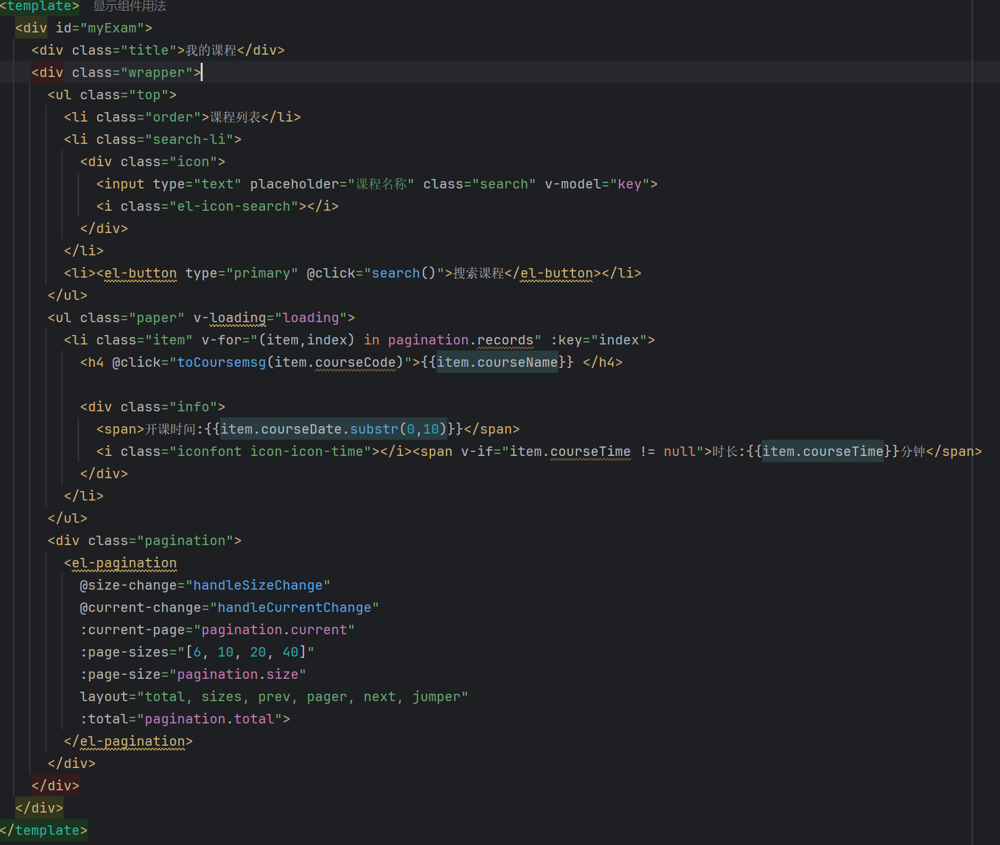 <template>  显示组件用法
  <div id="myExam">
    <div class="title">我的课程</div>
    <div class="wrapper">
      <ul class="top">
        <li class="order">课程列表</li>
        <li class="search-li">
          <div class="icon">
            <input type="text" placeholder="课程名称" class="search" v-model="key">
            <i class="el-icon-search"></i>
          </div>
        </li>
        <li><el-button type="primary" @click="search()">搜索课程</el-button></li>
      </ul>
      <ul class="paper" v-loading="loading">
        <li class="item" v-for="(item,index) in pagination.records" :key="index">
          <h4 @click="toCoursemsg(item.courseCode)">{{item.courseName}} </h4>

          <div class="info">
            <span>开课时间:{{item.courseDate.substr(0,10)}}</span>
            <i class="iconfont icon-icon-time"></i><span v-if="item.courseTime != null">时长:{{item.courseTime}}分钟</span>
          </div>
        </li>
      </ul>
      <div class="pagination">
        <el-pagination
          @size-change="handleSizeChange"
          @current-change="handleCurrentChange"
          :current-page="pagination.current"
          :page-sizes="[6, 10, 20, 40]"
          :page-size="pagination.size"
          layout="total, sizes, prev, pager, next, jumper"
          :total="pagination.total">
        </el-pagination>
      </div>
    </div>
  </div>
</template>